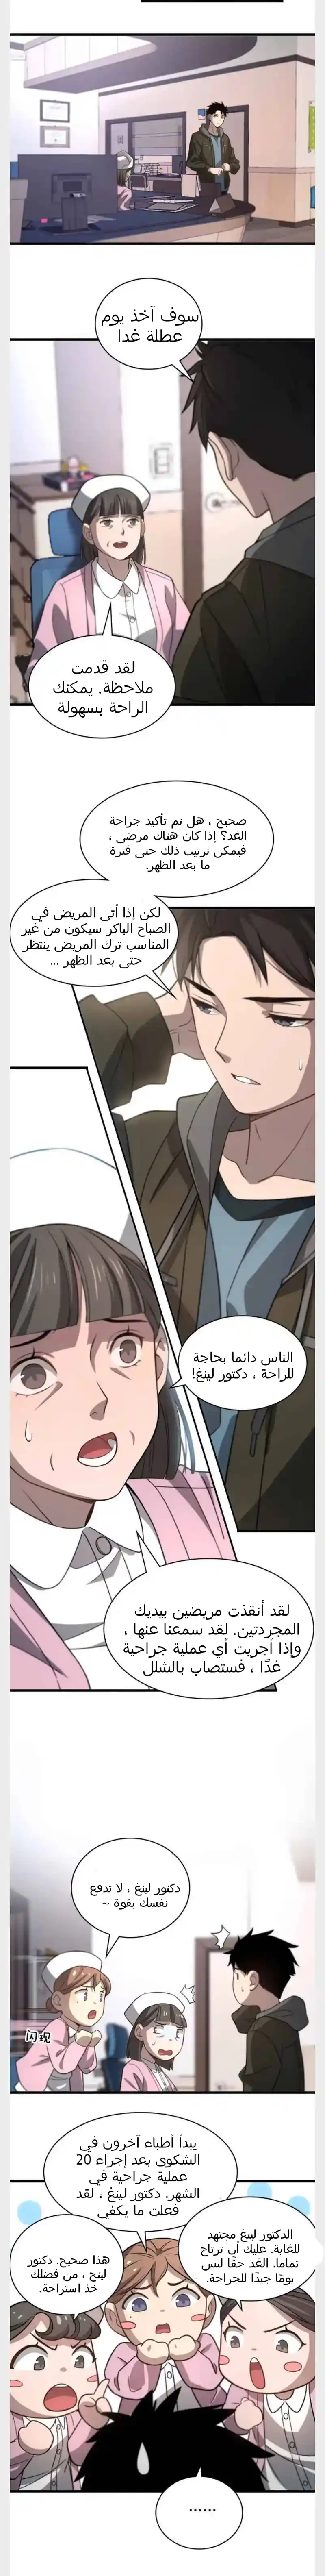 سوف آخذ يوم
عطلة غدا
لقد قدمت
ملاحظة. يمكنك
الراحة بسهولة
صحيح ، هل تم تأكيد جراحة
الغد؟ إذا كان هناك مرضى ،
فيمكن ترتيب ذلك حتى فترة
ما بعد الظهر.
لكن إذا أتى المريض في
الصباح الباكر سيكون من غير
المناسب ترك المريض ينتظر
حتى بعد الظهر ...
الناس دائما بحاجة
للراحة ، دكتور لينغ!
لقد أنقذت مريضين بيديك
المجردتين. لقد سمعنا عنها ،
وإذا أجريت أي عملية جراحية
غدًا ، فستصاب بالشلل
دكتور لينغ ، لا تدفع
نفسك بقوة ~
闪现
يبدأ أطباء آخرون في
الشكوى بعد إجراء 20
عملية جراحية في
الشهر. دكتور لينغ ، لقد
فعلت ما يكفي
الدكتور لينغ مجتهد
للغاية. عليك أن ترتاح
تماما. الغد حقًا ليس
يومًا جيدًا للجراحة.
هذا صحيح. دكتور
لينج ، من فضلك
خذ استراحة.
......